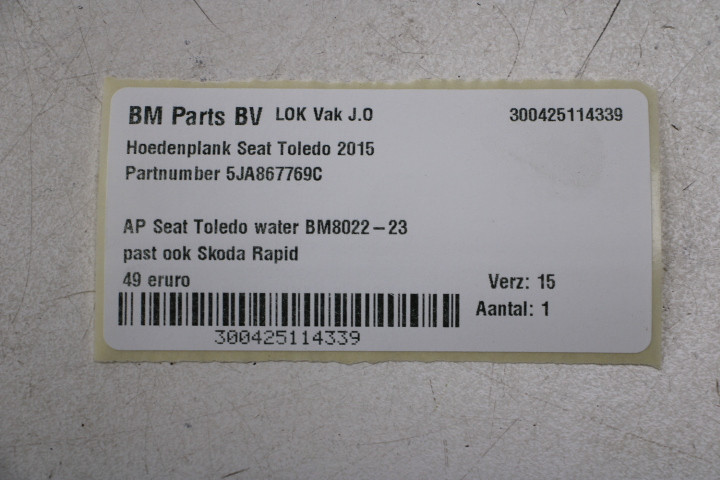 BM Parts BV LOK Vak J.O 300425114339
Hoedenplank Seat Toledo 2015
Partnumber 5JA867769C
AP Seat Toledo water BM8022-23
past ook Skoda Rapid
49 eruro Verz: 15
Aantal: 1
300425114339